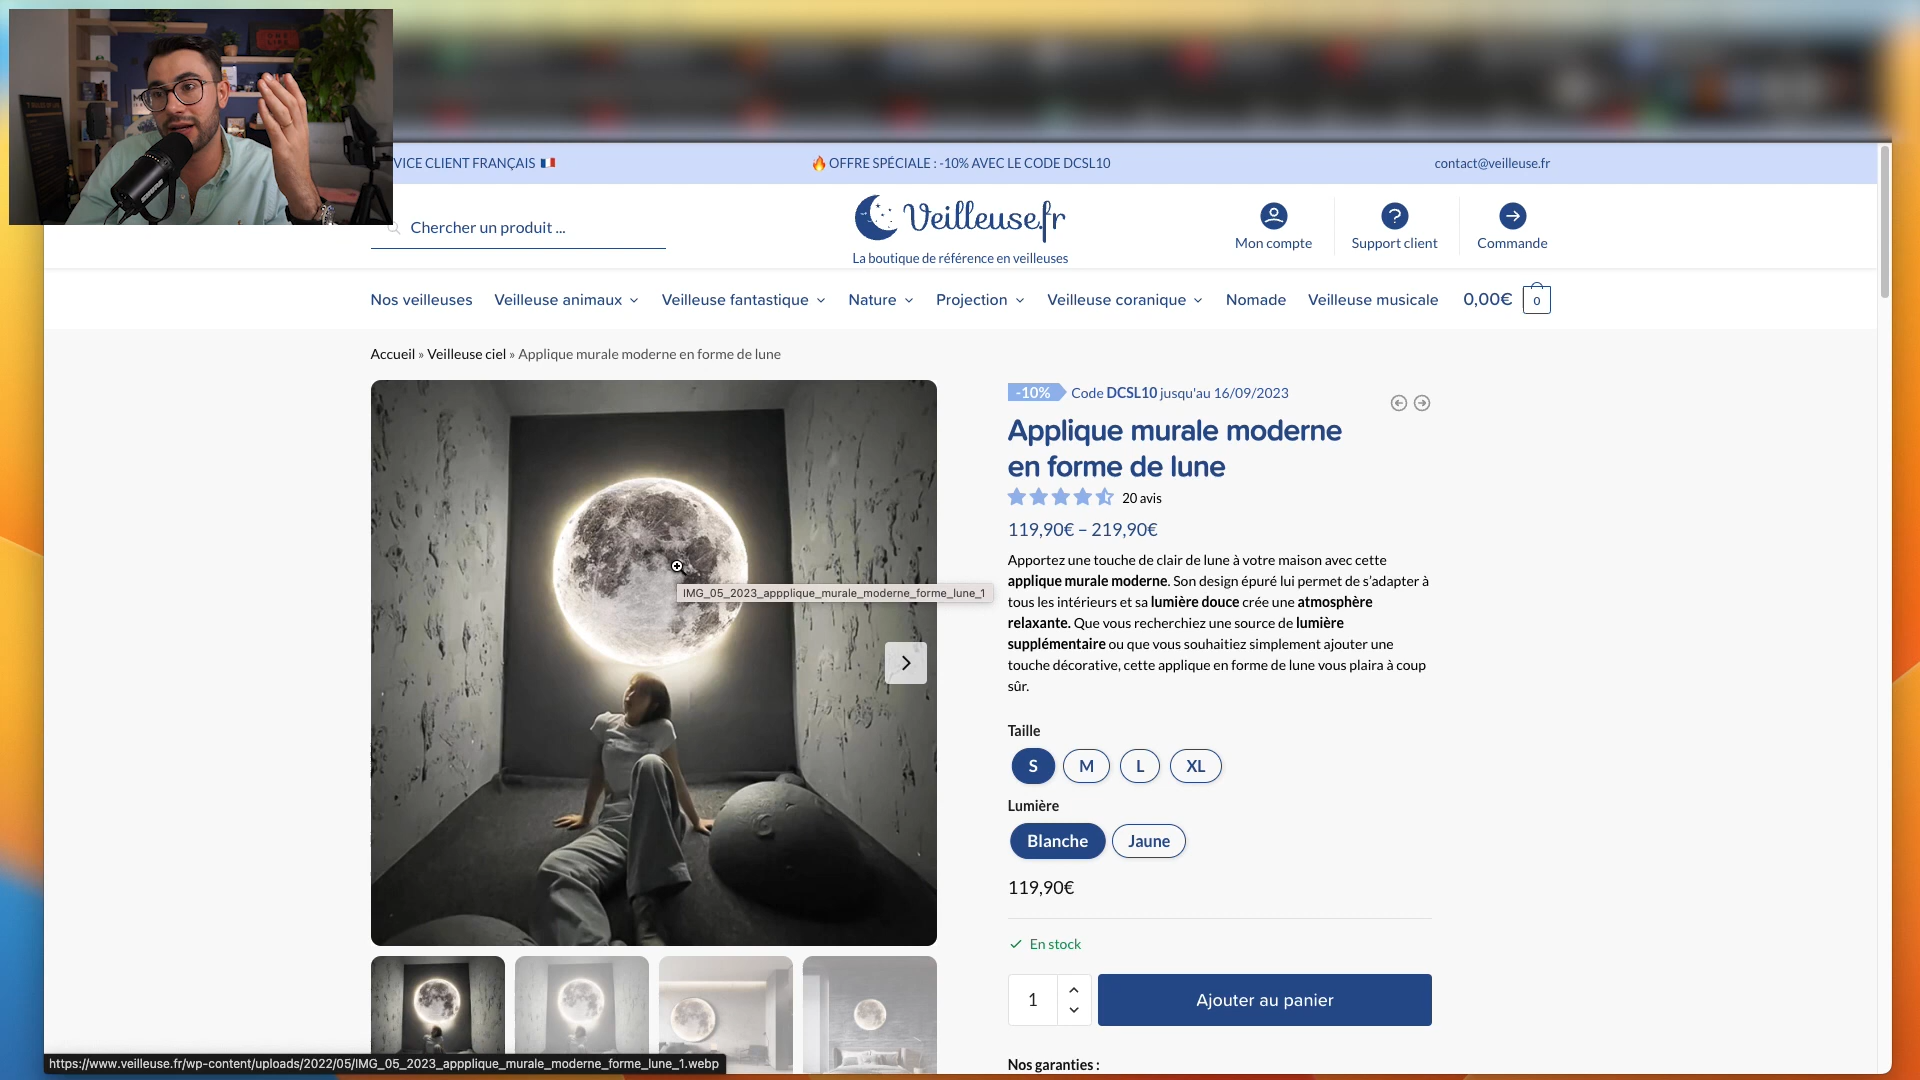 VICE CLIENT FRANÇAIS
OFFRE SPÉCIALE : -10% AVEC LE CODE DCSL10
contact@veilleuse.fr
Chercher un produit ...
Veilleuse.fr
La boutique de référence en veilleuses
Mon compte
Support client
Commande
Nos veilleuses
Veilleuse animaux
Veilleuse fantastique
Nature
Projection
Veilleuse coranique
Nomade
Veilleuse musicale
0,00€
0
Accueil » Veilleuse ciel » Applique murale moderne en forme de lune
-10%
Code DCSL10 jusqu'au 16/09/2023
Applique murale moderne
en forme de lune
20 avis
119,90€ – 219,90€
Apportez une touche de clair de lune à votre maison avec cette
applique murale moderne. Son design épuré lui permet de s'adapter à
tous les intérieurs et sa lumière douce crée une atmosphère
relaxante. Que vous recherchiez une source de lumière
supplémentaire ou que vous souhaitiez simplement ajouter une
touche décorative, cette applique en forme de lune vous plaira à coup
sûr.
IMG_05_2023_appplique_murale_moderne_forme_lune_1
Taille
S
M
L
XL
Lumière
Blanche
Jaune
119,90€
En stock
1
Ajouter au panier
Nos garanties :
https://www.veilleuse.fr/wp-content/uploads/2022/05/IMG_05_2023_appplique_murale_moderne_forme_lune_1.webp